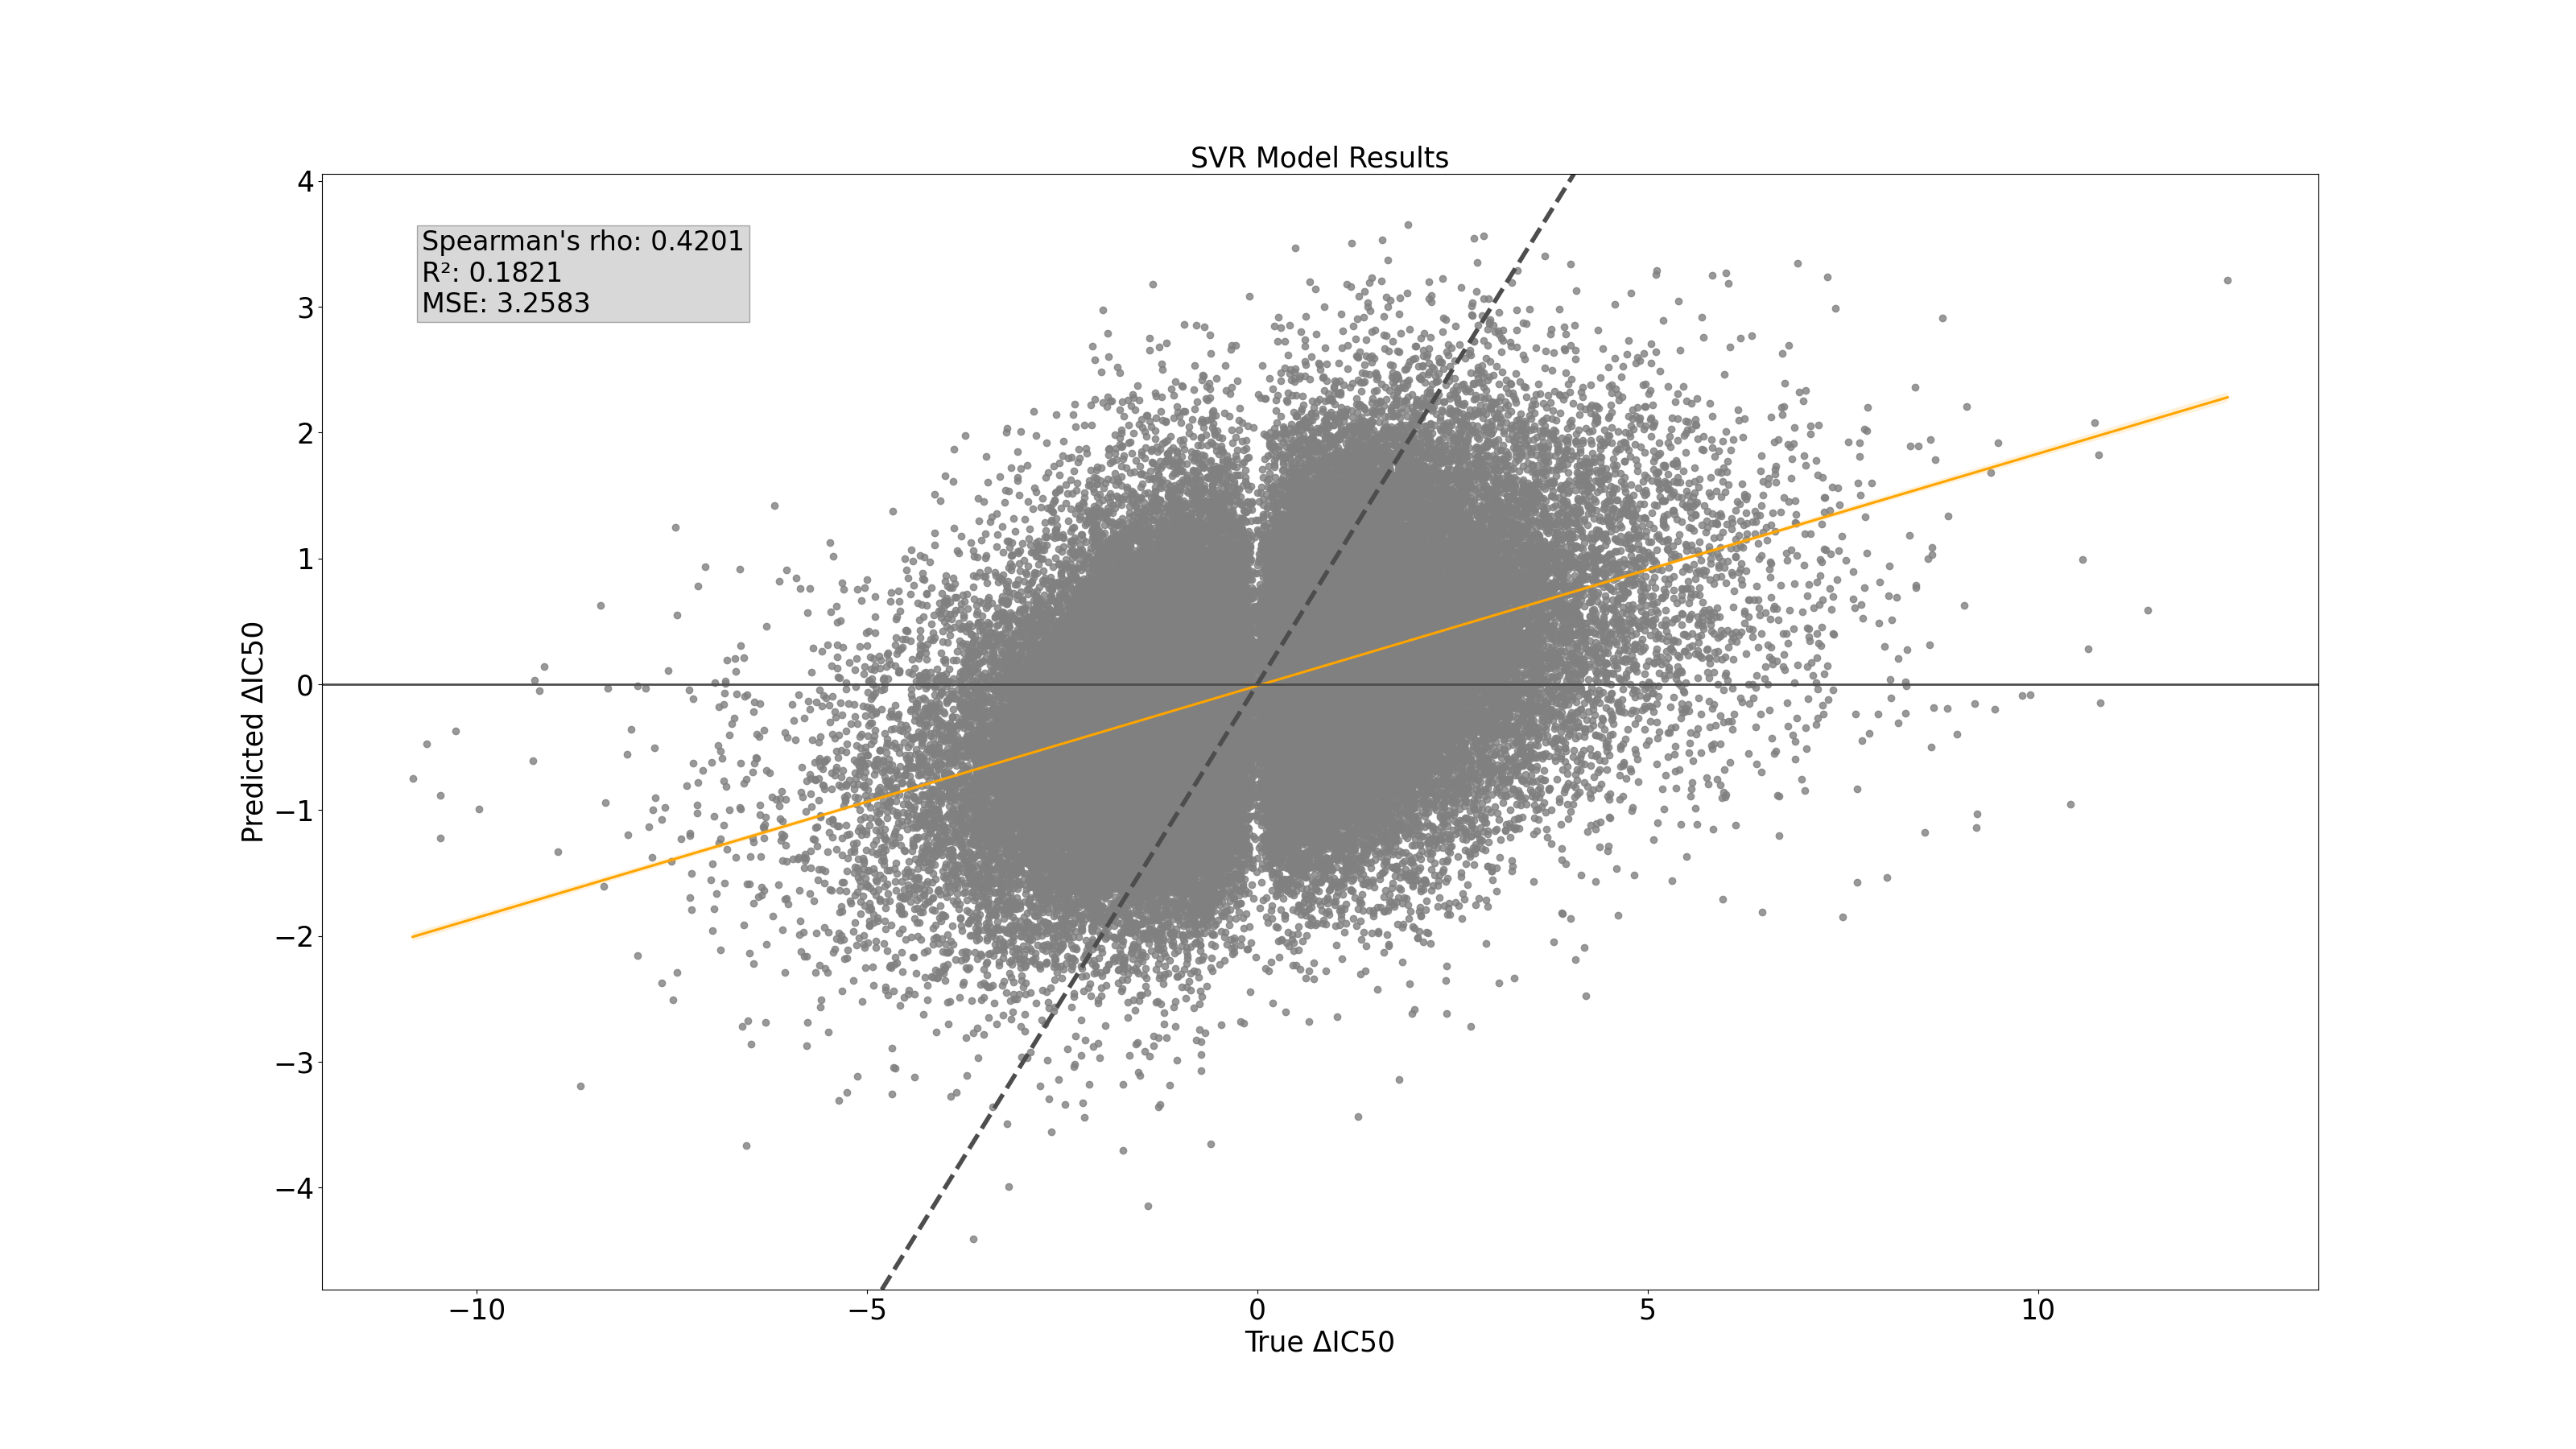 SVR Model Results
Spearman's rho: 0.4201
R²: 0.1821
MSE: 3.2583
4
3
2
1
0
−1
−2
−3
−4
Predicted ΔIC50
−10
−5
0
5
10
True ΔIC50